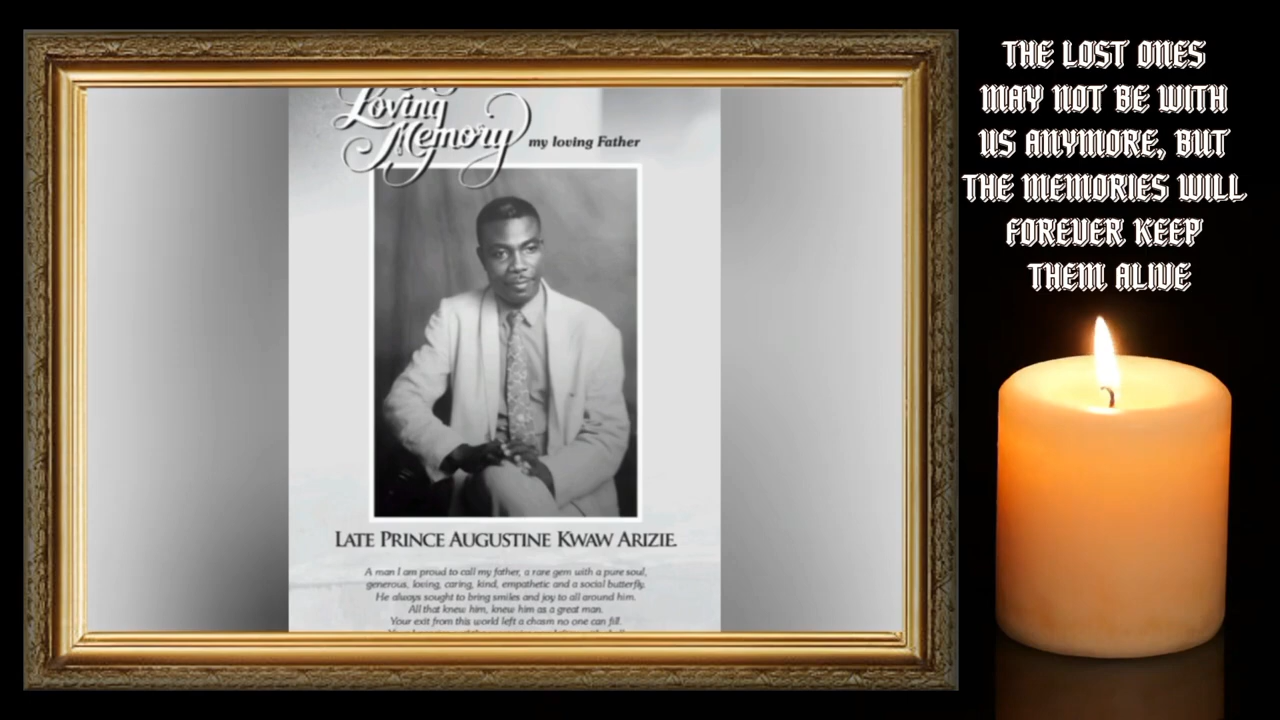 Loving
Memory my loving Father
LATE PRINCE AUGUSTINE KWAW ARIZIE.
A man I am proud to call my father, a rare gem with a pure soul,
generous, loving, caring, kind, empathetic and a social butterfly.
He always sought to bring smiles and joy to all around him.
All that knew him, knew him as a great man.
Your exit from this world left a chasm no one can fill.
THE LOST ONES
MAY NOT BE WITH
US ANYMORE, BUT
THE MEMORIES WILL
FOREVER KEEP
THEM ALIVE